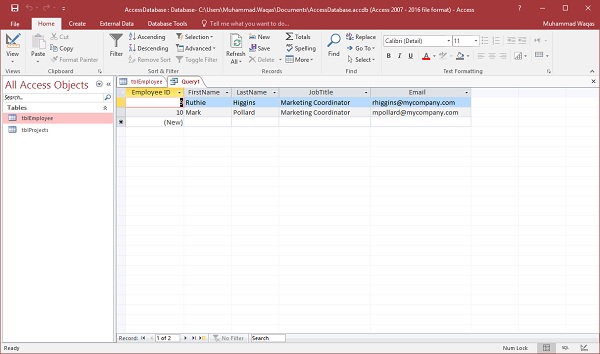 AccessDatabase : Database- C:\Users\Muhammad.Waqas\Documents\AccessDatabase.accdb (Access 2007 - 2016 file format) - Access
File Home Create External Data Database Tools Tell me what you want to do... Muhammad Waqas
View Paste Cut Copy Format Painter Filter Ascending Descending Remove Sort Selection Advanced Toggle Filter Refresh All New Save Delete Totals Spelling More Find Replace Go To Select Calibri (Detail) 11 B I U A
Views Clipboard Sort & Filter Records Find Text Formatting
All Access Objects
Search...
Tables
tblEmployee
tblProjects
tblEmployee Query1
Employee ID FirstName LastName JobTitle Email
9 Ruthie Higgins Marketing Coordinator rhiggins@mycompany.com
10 Mark Pollard Marketing Coordinator mpollard@mycompany.com
(New)
Record: 1 of 2 No Filter Search
Ready Num Lock SQL